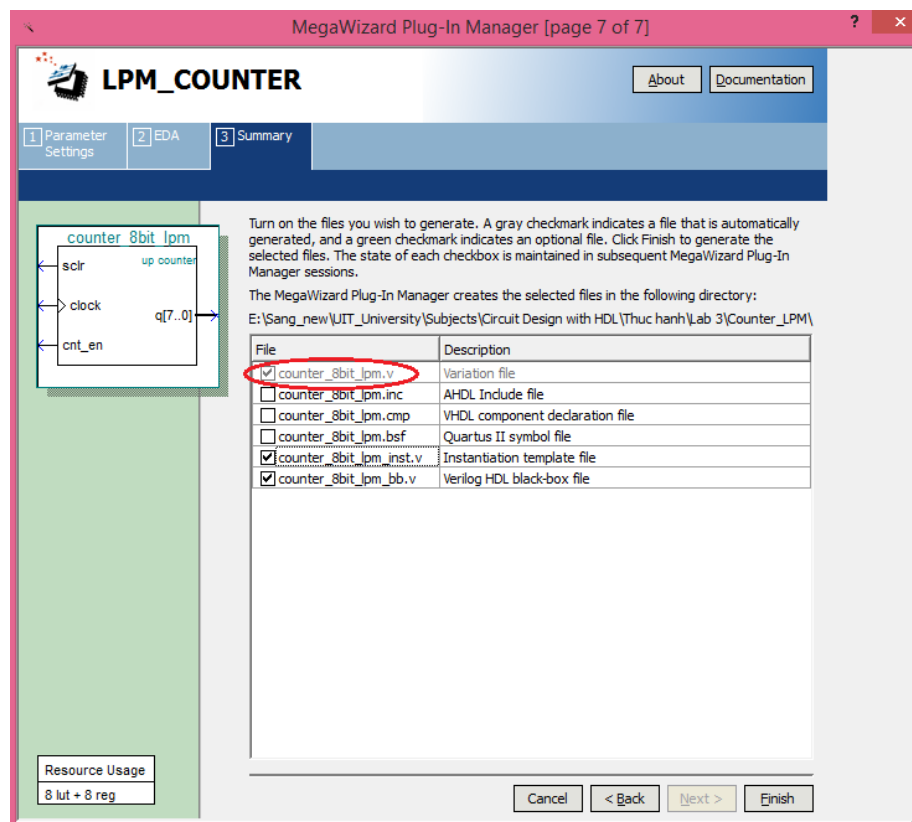 MegaWizard Plug-In Manager [page 7 of 7]
? ×
LPM_COUNTER
About Documentation
1 Parameter Settings
2 EDA
3 Summary
counter_8bit_lpm
up counter
sclr
clock
q[7..0]
cnt_en
Turn on the files you wish to generate. A gray checkmark indicates a file that is automatically
generated, and a green checkmark indicates an optional file. Click Finish to generate the
selected files. The state of each checkbox is maintained in subsequent MegaWizard Plug-In
Manager sessions.
The MegaWizard Plug-In Manager creates the selected files in the following directory:
E:\Sang_new\UIT_University\Subjects\Circuit Design with HDL\Thuc hanh\Lab 3\Counter_LPM\
File Description
counter_8bit_lpm.v Variation file
counter_8bit_lpm.inc AHDL Include file
counter_8bit_lpm.cmp VHDL component declaration file
counter_8bit_lpm.bsf Quartus II symbol file
counter_8bit_lpm_inst.v Instantiation template file
counter_8bit_lpm_bb.v Verilog HDL black-box file
Resource Usage
8 lut + 8 reg
Cancel < Back Next > Finish